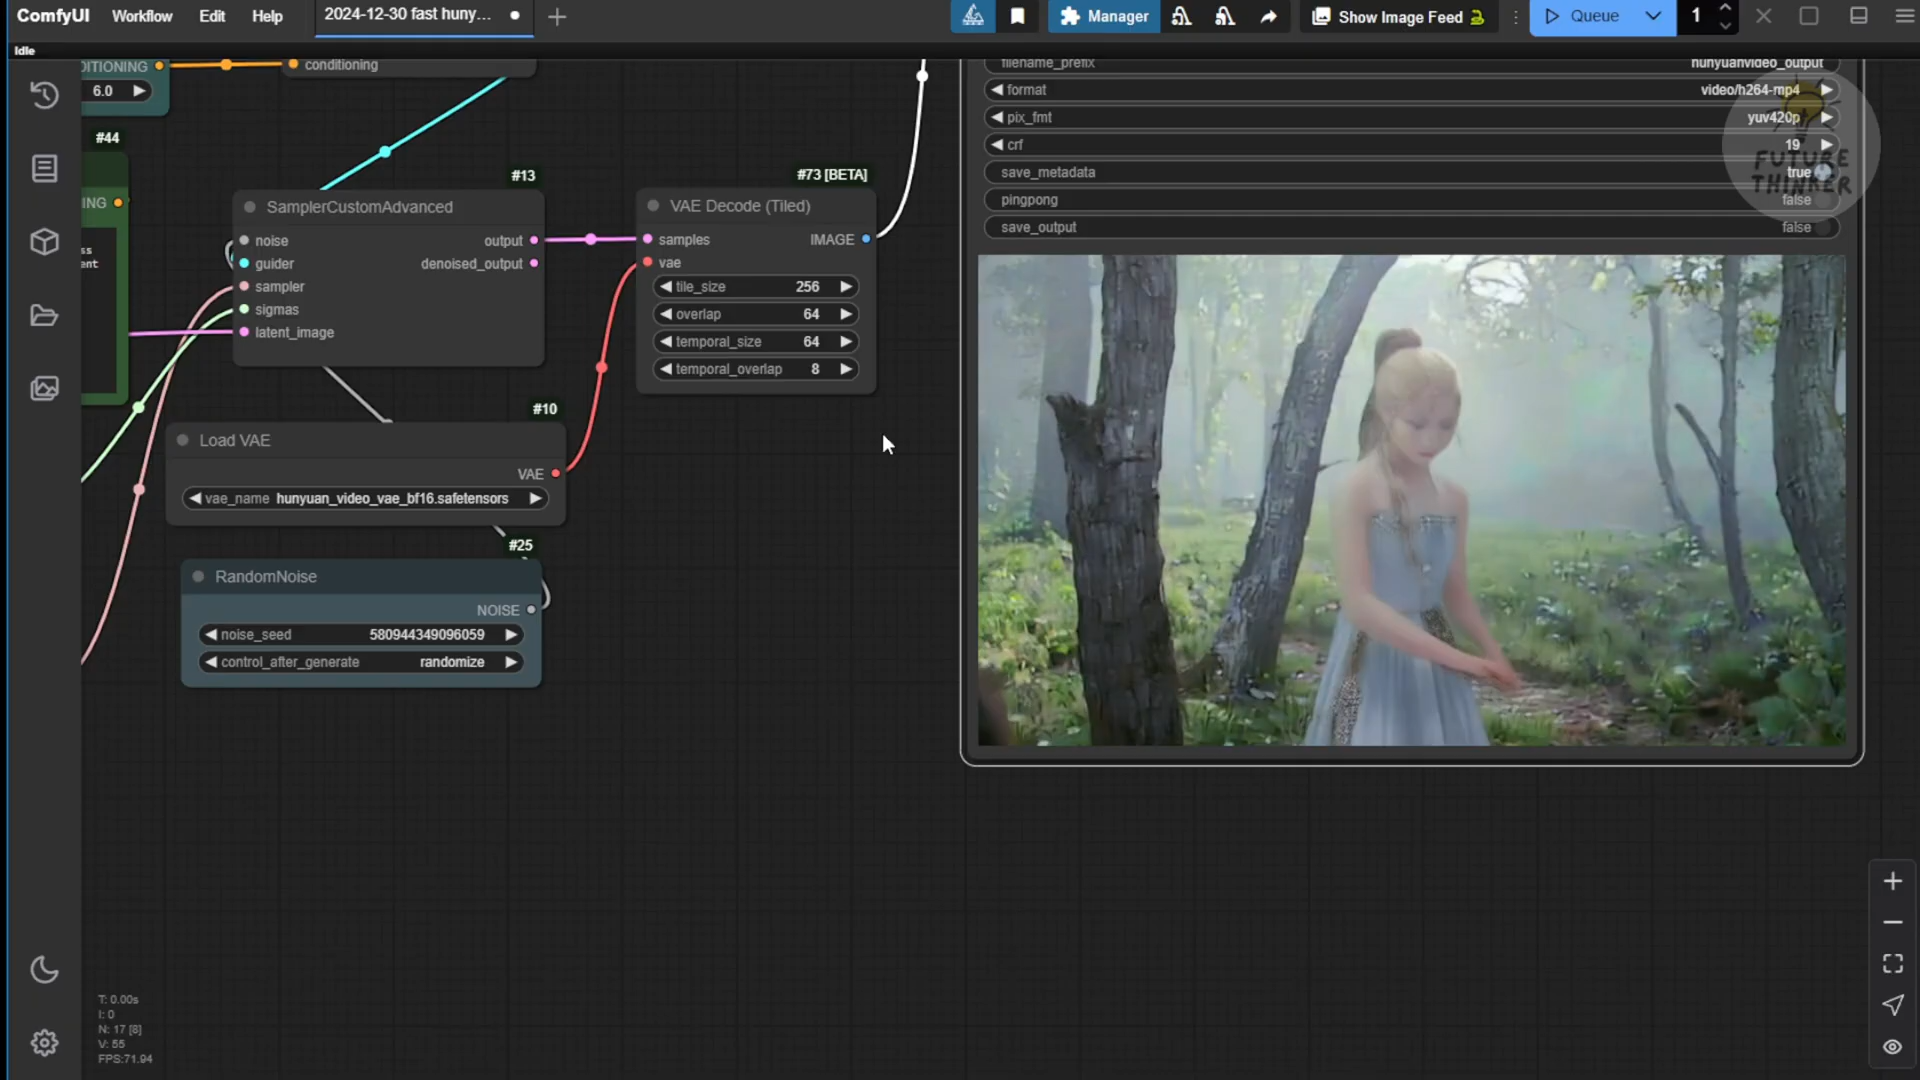 ComfyUI
Workflow
Edit
Help
2024-12-30 fast huny...
Manager
Show Image Feed
Queue
1
Idle
DITIONING
conditioning
6.0
#44
ING
ss
ent
#13
SamplerCustomAdvanced
noise
output
guider
denoised_output
sampler
sigmas
latent_image
#73 [BETA]
VAE Decode (Tiled)
samples
IMAGE
vae
tile_size 256
overlap 64
temporal_size 64
temporal_overlap 8
#10
Load VAE
VAE
vae_name hunyuan_video_vae_bf16.safetensors
#25
RandomNoise
NOISE
noise_seed 580944349096059
control_after_generate randomize
filename_prefix hunyuanvideo_output
format video/h264-mp4
pix_fmt yuv420p
crf 19
save_metadata true
pingpong false
save_output false
FUTURE
THINKER
T: 0.00s
I: 0
N: 17 [8]
V: 55
FPS:71.94